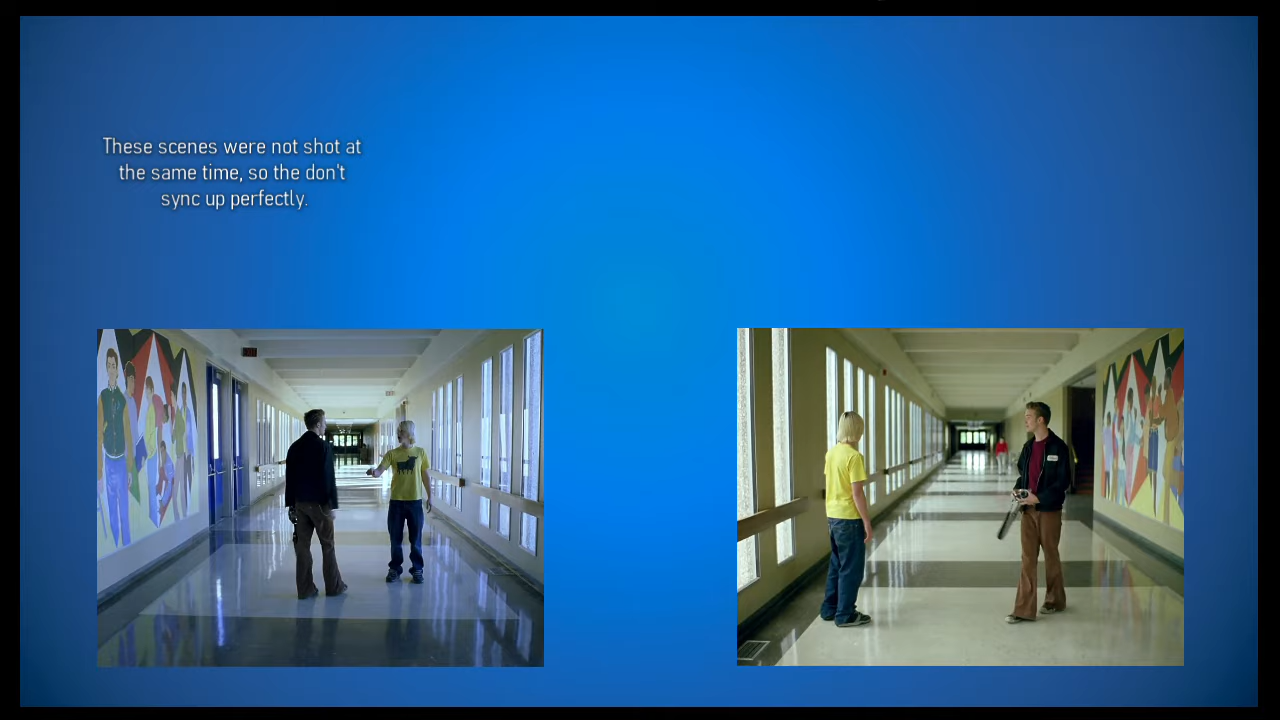 These scenes were not shot at
the same time, so the don't
sync up perfectly.